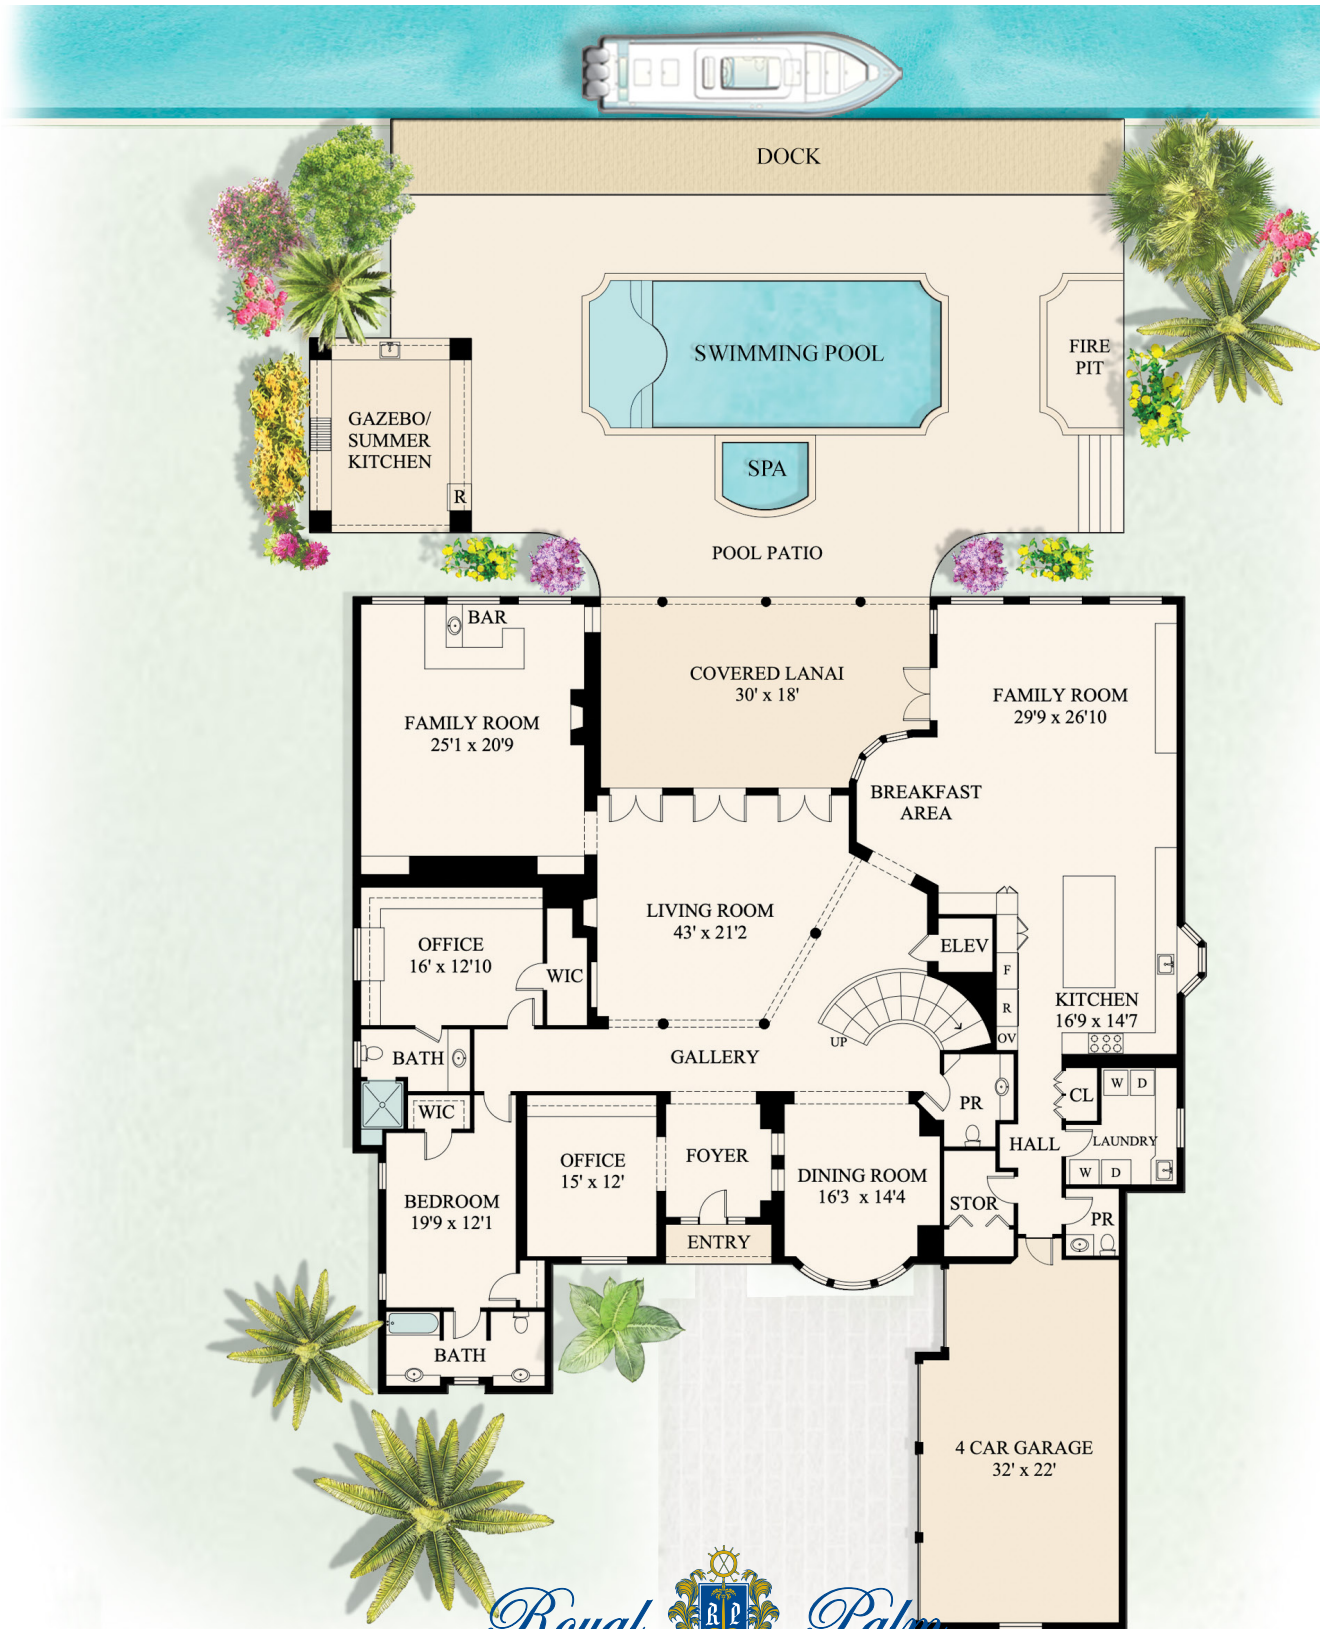 DOCK
SWIMMING POOL
FIRE
PIT
GAZEBO/
SUMMER
KITCHEN
SPA
R
POOL PATIO
BAR
COVERED LANAI
30' x 18'
FAMILY ROOM
29'9 x 26'10
FAMILY ROOM
25'1 x 20'9
BREAKFAST
AREA
LIVING ROOM
43' x 21'2
OFFICE
16' x 12'10
WIC
ELEV
F
R
OV
KITCHEN
16'9 x 14'7
UP
BATH
GALLERY
WIC
PR
CL
W D
HALL
LAUNDRY
W D
OFFICE
15' x 12'
FOYER
DINING ROOM
16'3 x 14'4
BEDROOM
19'9 x 12'1
STOR
PR
ENTRY
BATH
4 CAR GARAGE
32' x 22'
Royal RP Palm